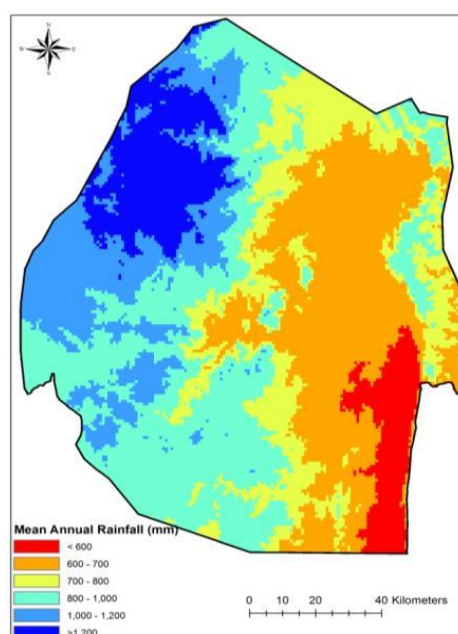 N
W E
S
Mean Annual Rainfall (mm)
< 600
600 - 700
700 - 800
800 - 1,000
1,000 - 1,200
>1,200
0 10 20 40 Kilometers